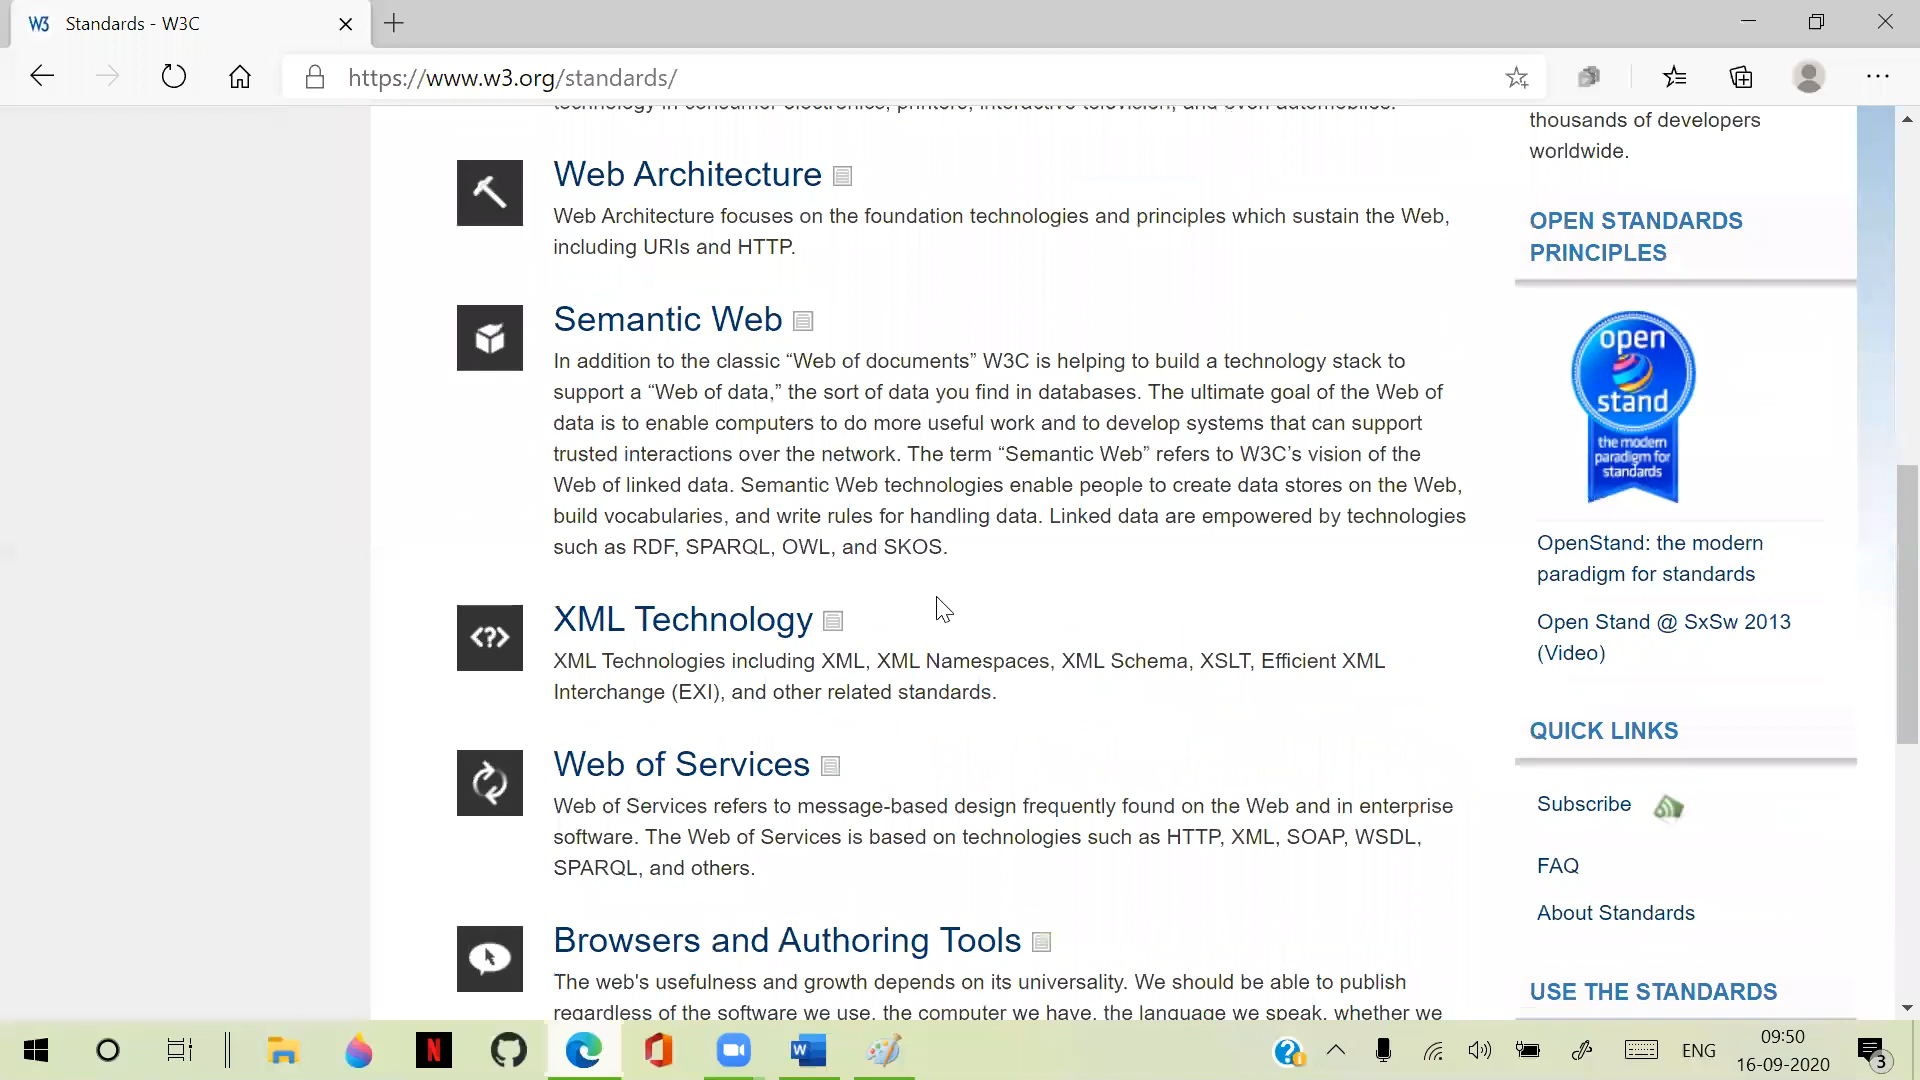 W3 Standards - W3C
https://www.w3.org/standards/
technology in consumer electronics, printers, interactive television, and even automobiles.
Web Architecture
Web Architecture focuses on the foundation technologies and principles which sustain the Web,
including URIs and HTTP.
Semantic Web
In addition to the classic “Web of documents” W3C is helping to build a technology stack to
support a “Web of data,” the sort of data you find in databases. The ultimate goal of the Web of
data is to enable computers to do more useful work and to develop systems that can support
trusted interactions over the network. The term “Semantic Web” refers to W3C’s vision of the
Web of linked data. Semantic Web technologies enable people to create data stores on the Web,
build vocabularies, and write rules for handling data. Linked data are empowered by technologies
such as RDF, SPARQL, OWL, and SKOS.
<?>
XML Technology
XML Technologies including XML, XML Namespaces, XML Schema, XSLT, Efficient XML
Interchange (EXI), and other related standards.
Web of Services
Web of Services refers to message-based design frequently found on the Web and in enterprise
software. The Web of Services is based on technologies such as HTTP, XML, SOAP, WSDL,
SPARQL, and others.
Browsers and Authoring Tools
The web's usefulness and growth depends on its universality. We should be able to publish
regardless of the software we use, the computer we have, the language we speak, whether we
thousands of developers
worldwide.
OPEN STANDARDS
PRINCIPLES
open
stand
the modern
paradigm for
standards
OpenStand: the modern
paradigm for standards
Open Stand @ SxSw 2013
(Video)
QUICK LINKS
Subscribe
FAQ
About Standards
USE THE STANDARDS
N
W
?
ENG
09:50
16-09-2020
3